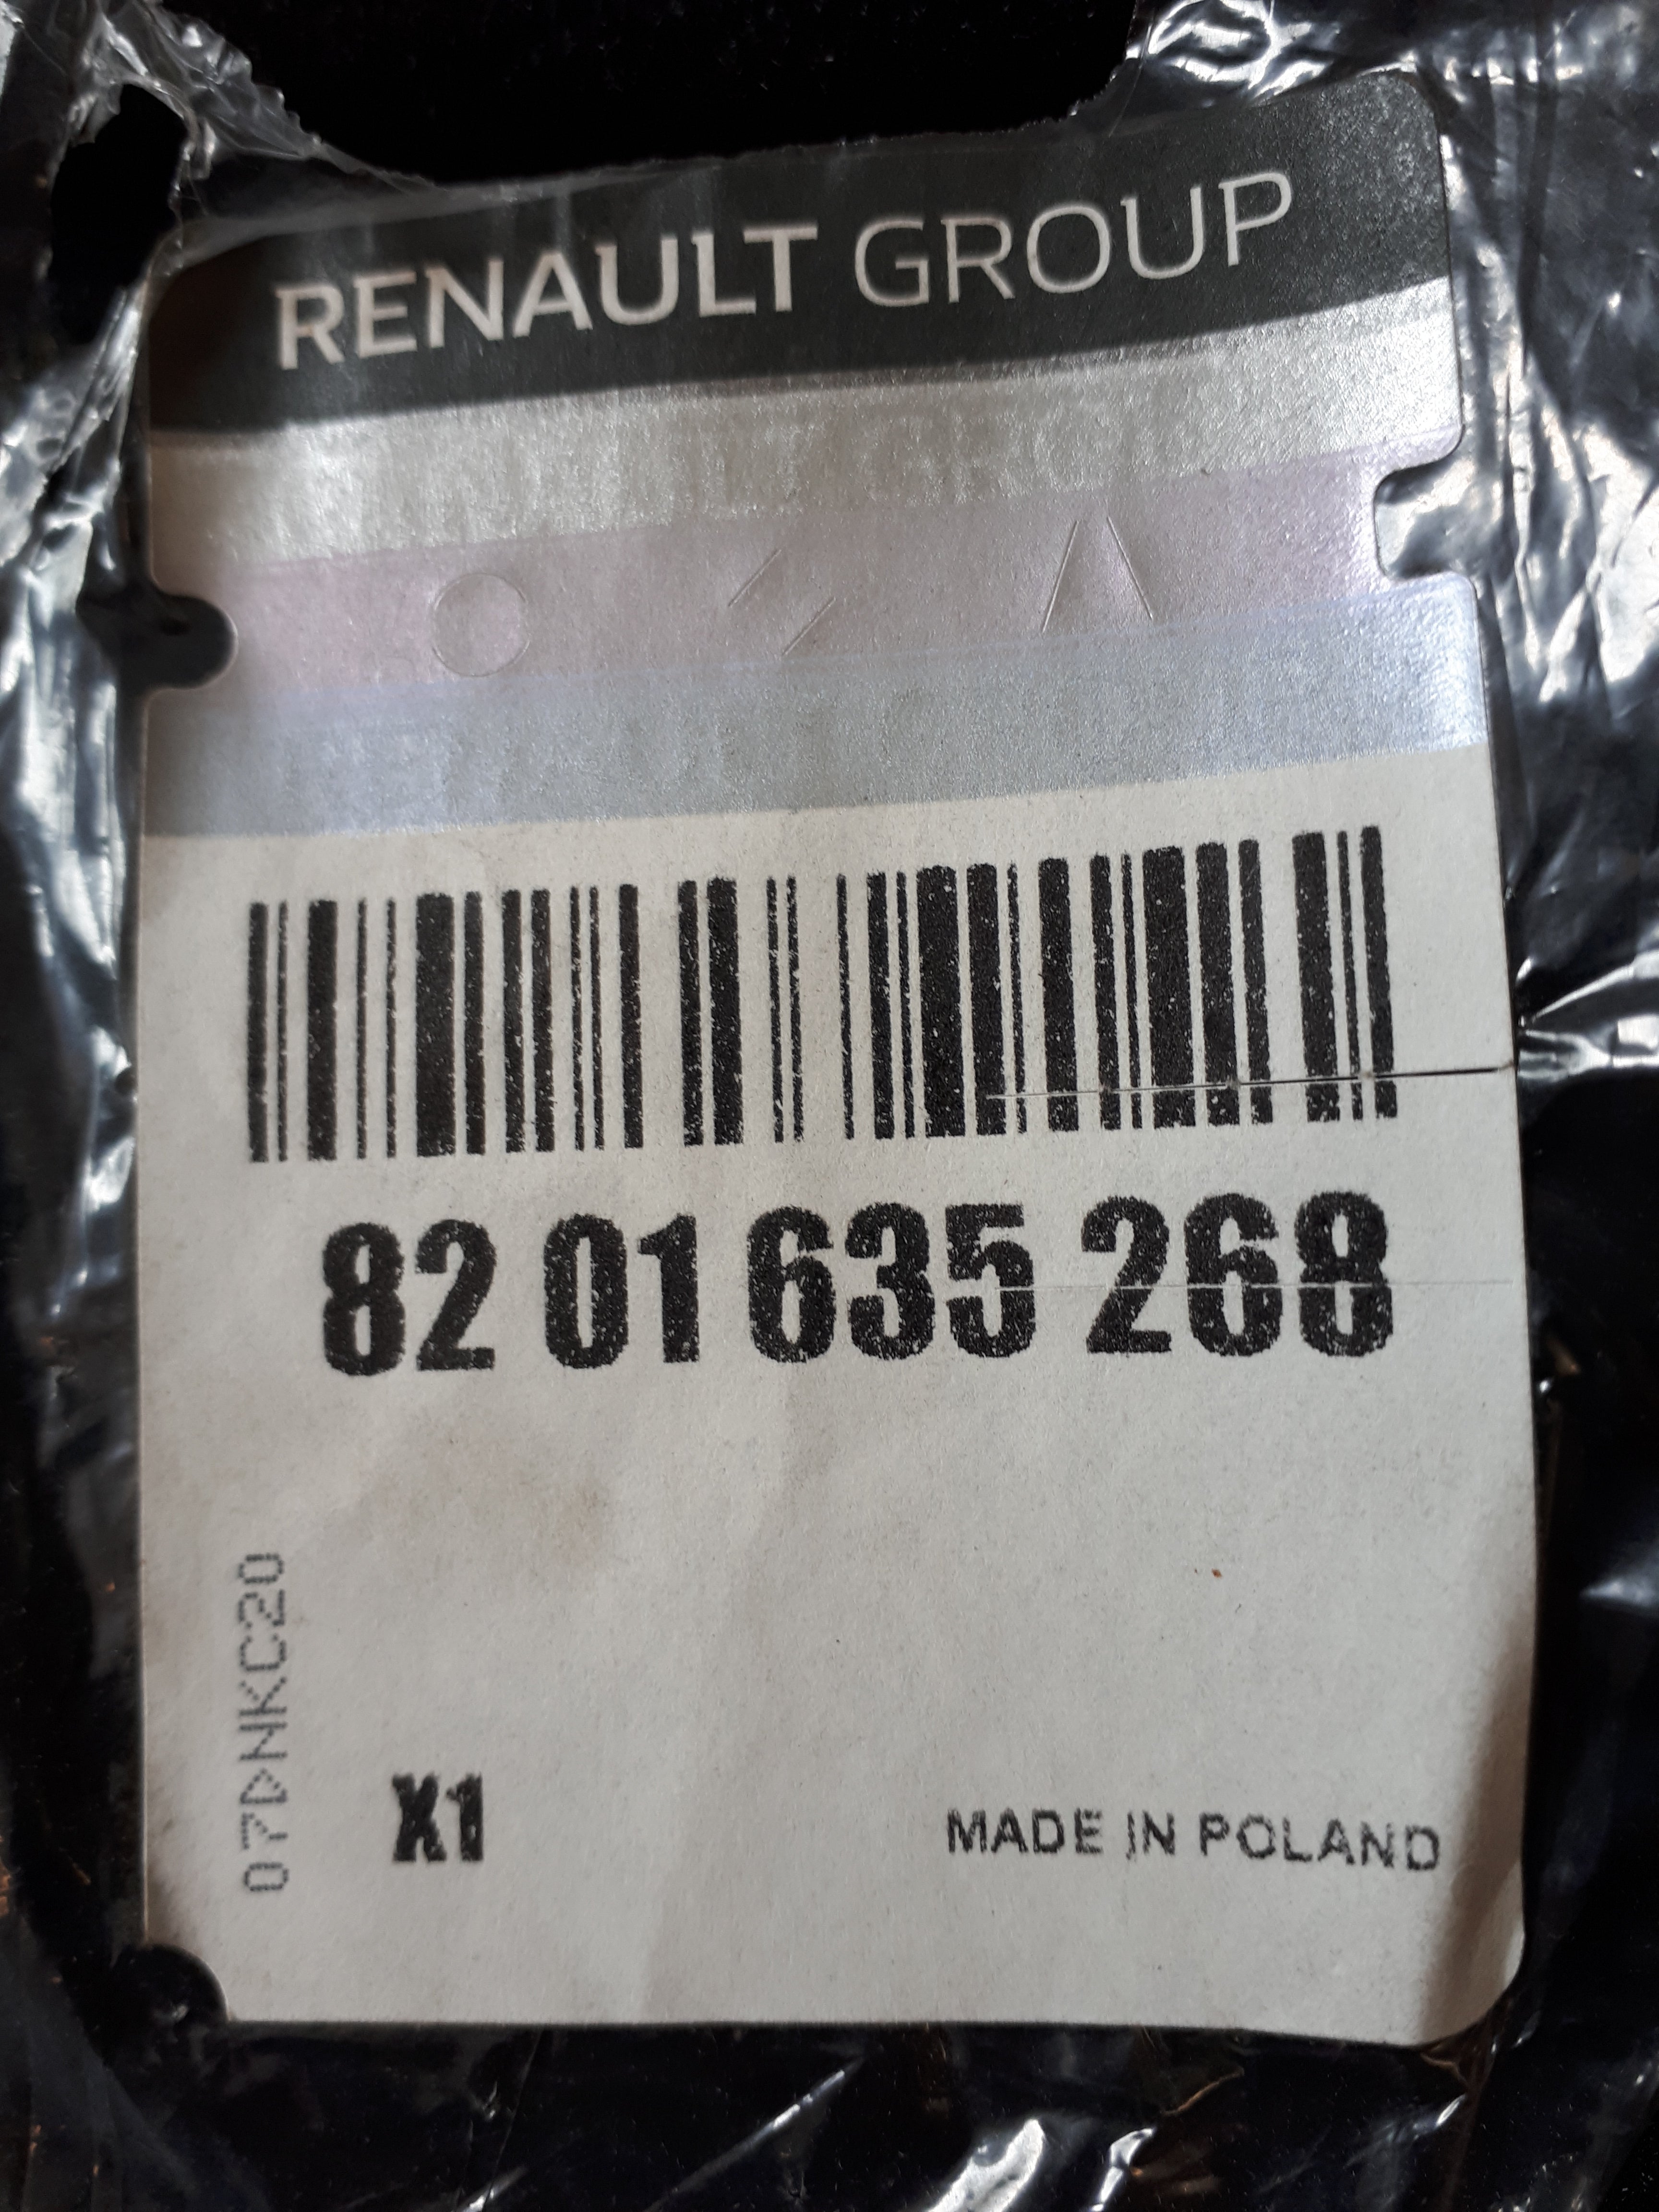 RENAULT GROUP
82 01 635 268
07DNKC20
X1
MADE IN POLAND